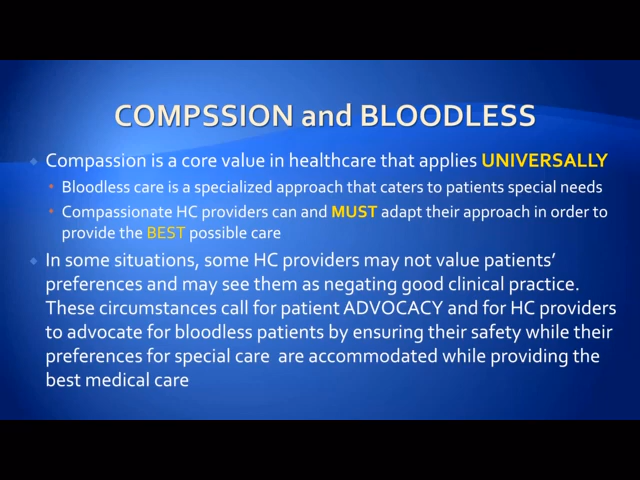 COMPSSION and BLOODLESS
Compassion is a core value in healthcare that applies UNIVERSALLY
Bloodless care is a specialized approach that caters to patients special needs
Compassionate HC providers can and MUST adapt their approach in order to
provide the BEST possible care
In some situations, some HC providers may not value patients’
preferences and may see them as negating good clinical practice.
These circumstances call for patient ADVOCACY and for HC providers
to advocate for bloodless patients by ensuring their safety while their
preferences for special care  are accommodated while providing the
best medical care